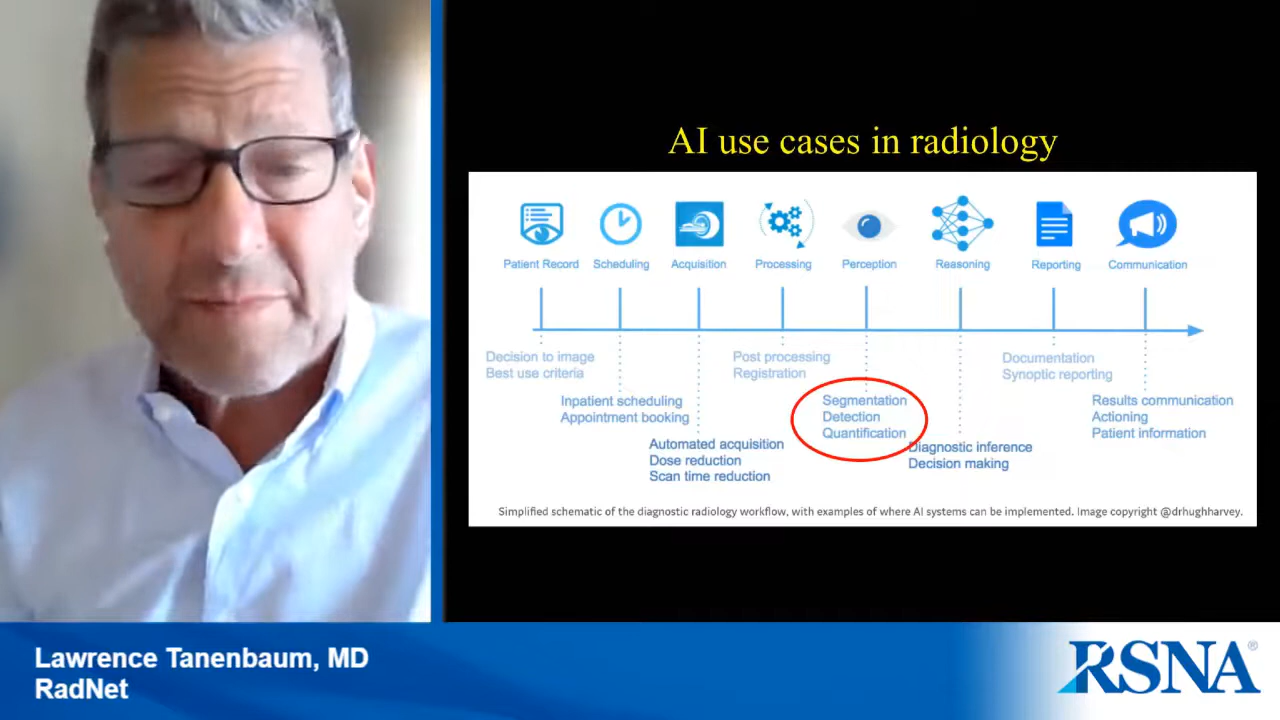 AI use cases in radiology
Patient Record
Scheduling
Acquisition
Processing
Perception
Reasoning
Reporting
Communication
Decision to image
Best use criteria
Inpatient scheduling
Appointment booking
Automated acquisition
Dose reduction
Scan time reduction
Post processing
Registration
Segmentation
Detection
Quantification
Diagnostic inference
Decision making
Documentation
Synoptic reporting
Results communication
Actioning
Patient information
Simplified schematic of the diagnostic radiology workflow, with examples of where AI systems can be implemented. Image copyright @drhughharvey.
Lawrence Tanenbaum, MD
RadNet
RSNA®